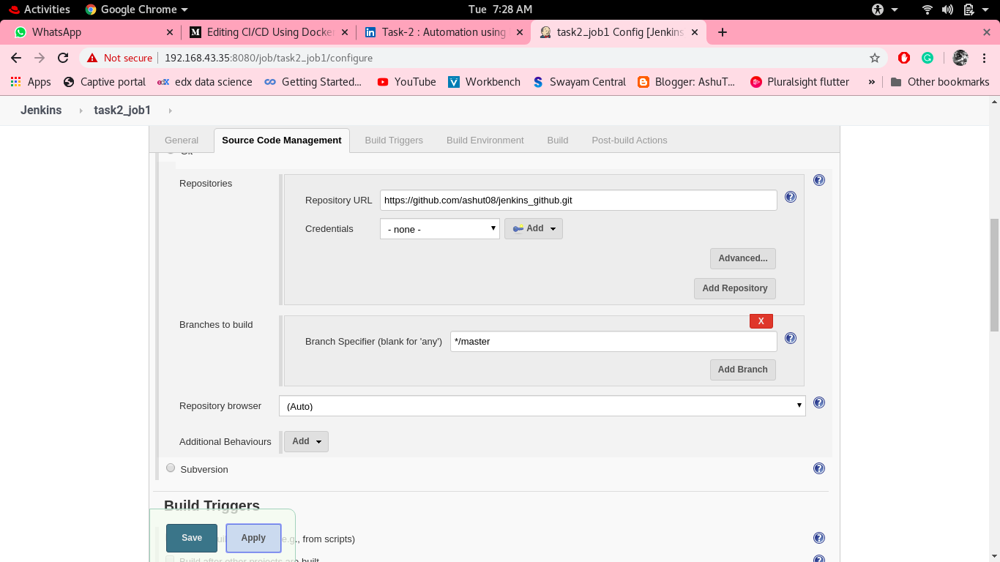 Activities Google Chrome Tue 7:28 AM
WhatsApp Editing CI/CD Using Docke Task-2 : Automation using task2_job1 Config [Jenkins
Not secure 192.168.43.35:8080/job/task2_job1/configure
Apps Captive portal edx data science Getting Started... YouTube Workbench Swayam Central Blogger: AshuT... Pluralsight flutter » Other bookmarks
Jenkins task2_job1
General Source Code Management Build Triggers Build Environment Build Post-build Actions
Git
Repositories
Repository URL https://github.com/ashut08/jenkins_github.git
Credentials - none - Add
Advanced...
Add Repository
Branches to build X
Branch Specifier (blank for 'any') */master
Add Branch
Repository browser (Auto)
Additional Behaviours Add
Subversion
Build Triggers
Save Apply e.g., from scripts)
Build after other projects are built